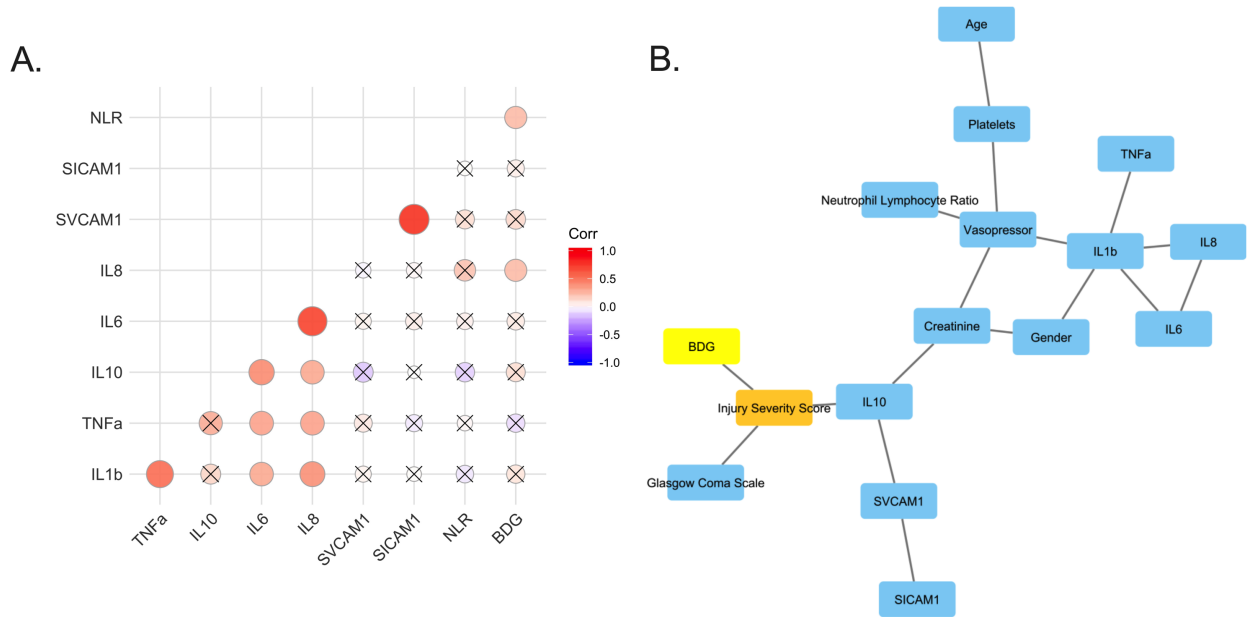 A.
NLR
SICAM1
SVCAM1
IL8
IL6
IL10
TNFa
IL1b
TNFa
IL10
IL6
IL8
SVCAM1
SICAM1
NLR
BDG
Corr
1.0
0.5
0.0
-0.5
-1.0
B.
Age
Platelets
TNFa
Neutrophil Lymphocyte Ratio
Vasopressor
IL8
IL1b
Creatinine
Gender
IL6
BDG
Injury Severity Score
IL10
Glasgow Coma Scale
SVCAM1
SICAM1